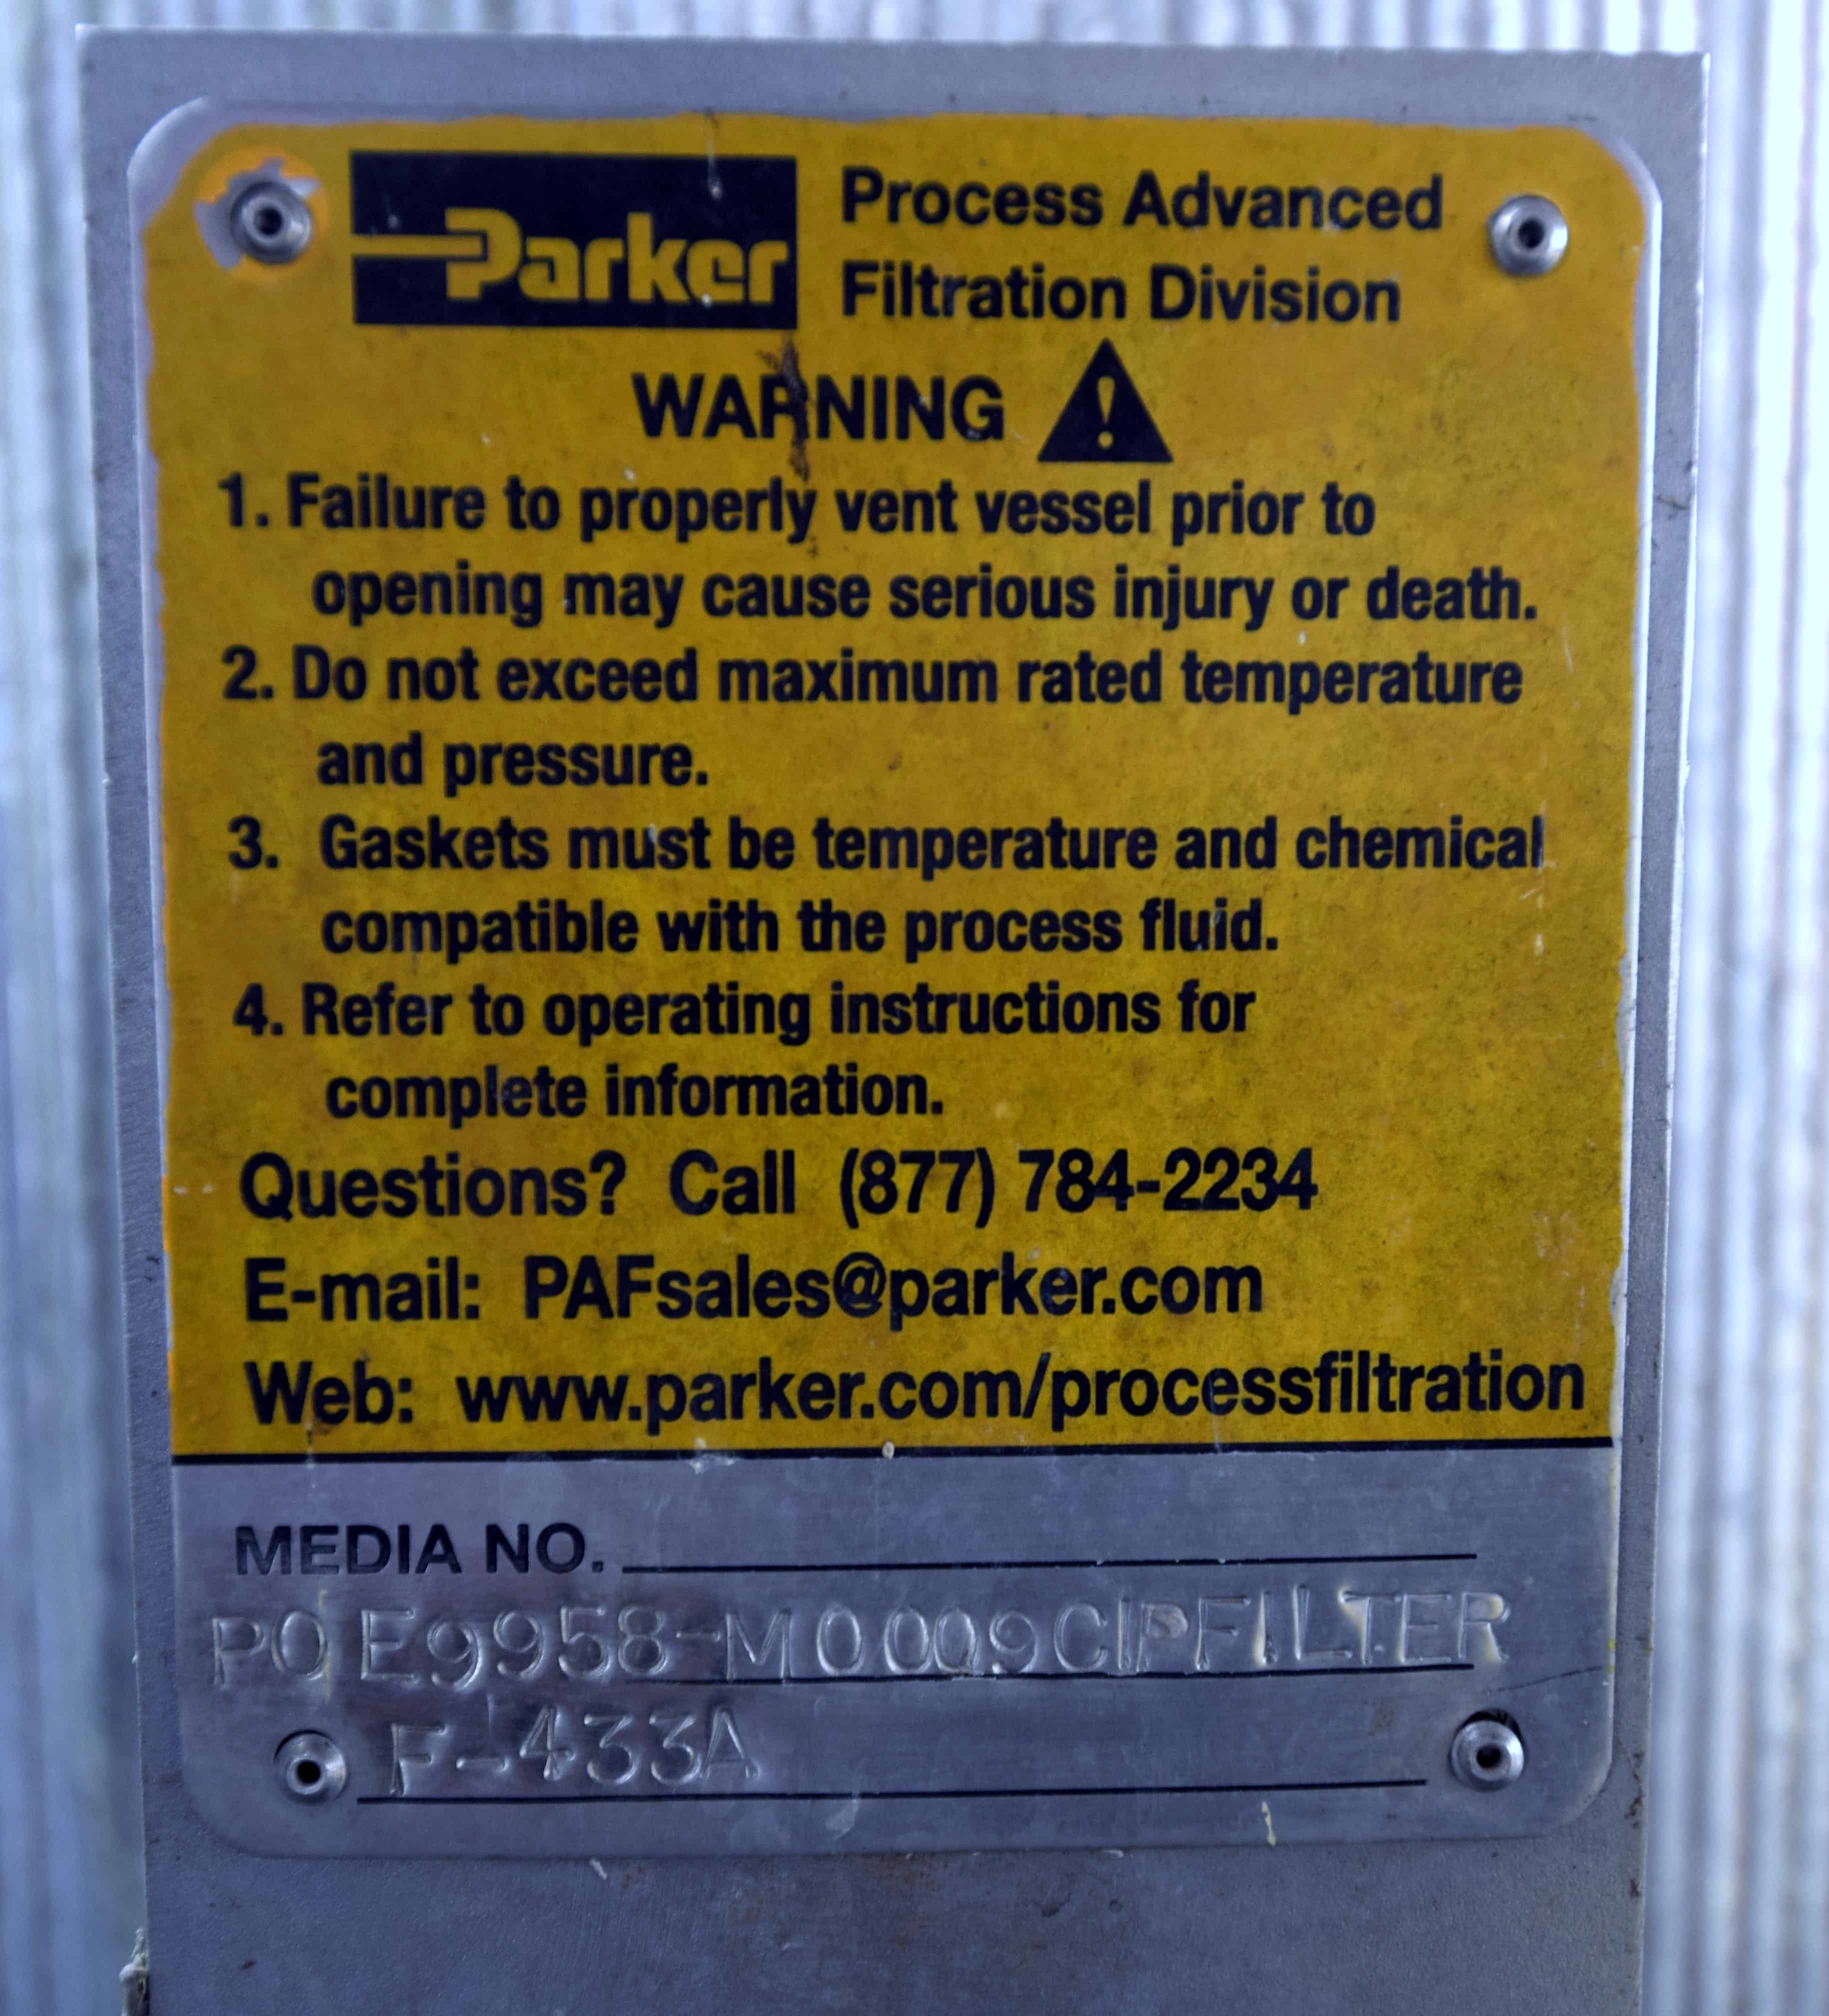 Parker
Process Advanced
Filtration Division
WARNING
1. Failure to properly vent vessel prior to
opening may cause serious injury or death.
2. Do not exceed maximum rated temperature
and pressure.
3. Gaskets must be temperature and chemical
compatible with the process fluid.
4. Refer to operating instructions for
complete information.
Questions? Call (877) 784-2234
E-mail: PAFsales@parker.com
Web: www.parker.com/processfiltration
MEDIA NO.
PO E9958-M0009CIPFILTER
F-433A